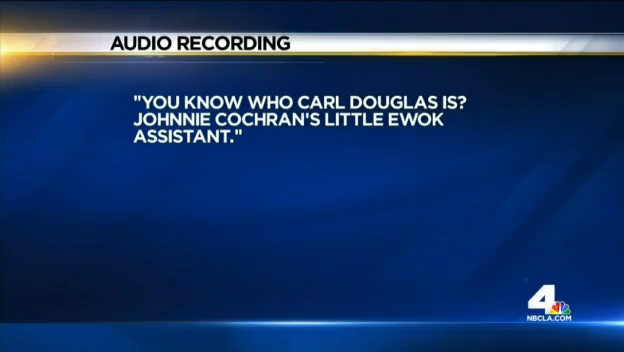 AUDIO RECORDING
"YOU KNOW WHO CARL DOUGLAS IS?
JOHNNIE COCHRAN'S LITTLE EWOK
ASSISTANT."
4
NBCLA.COM